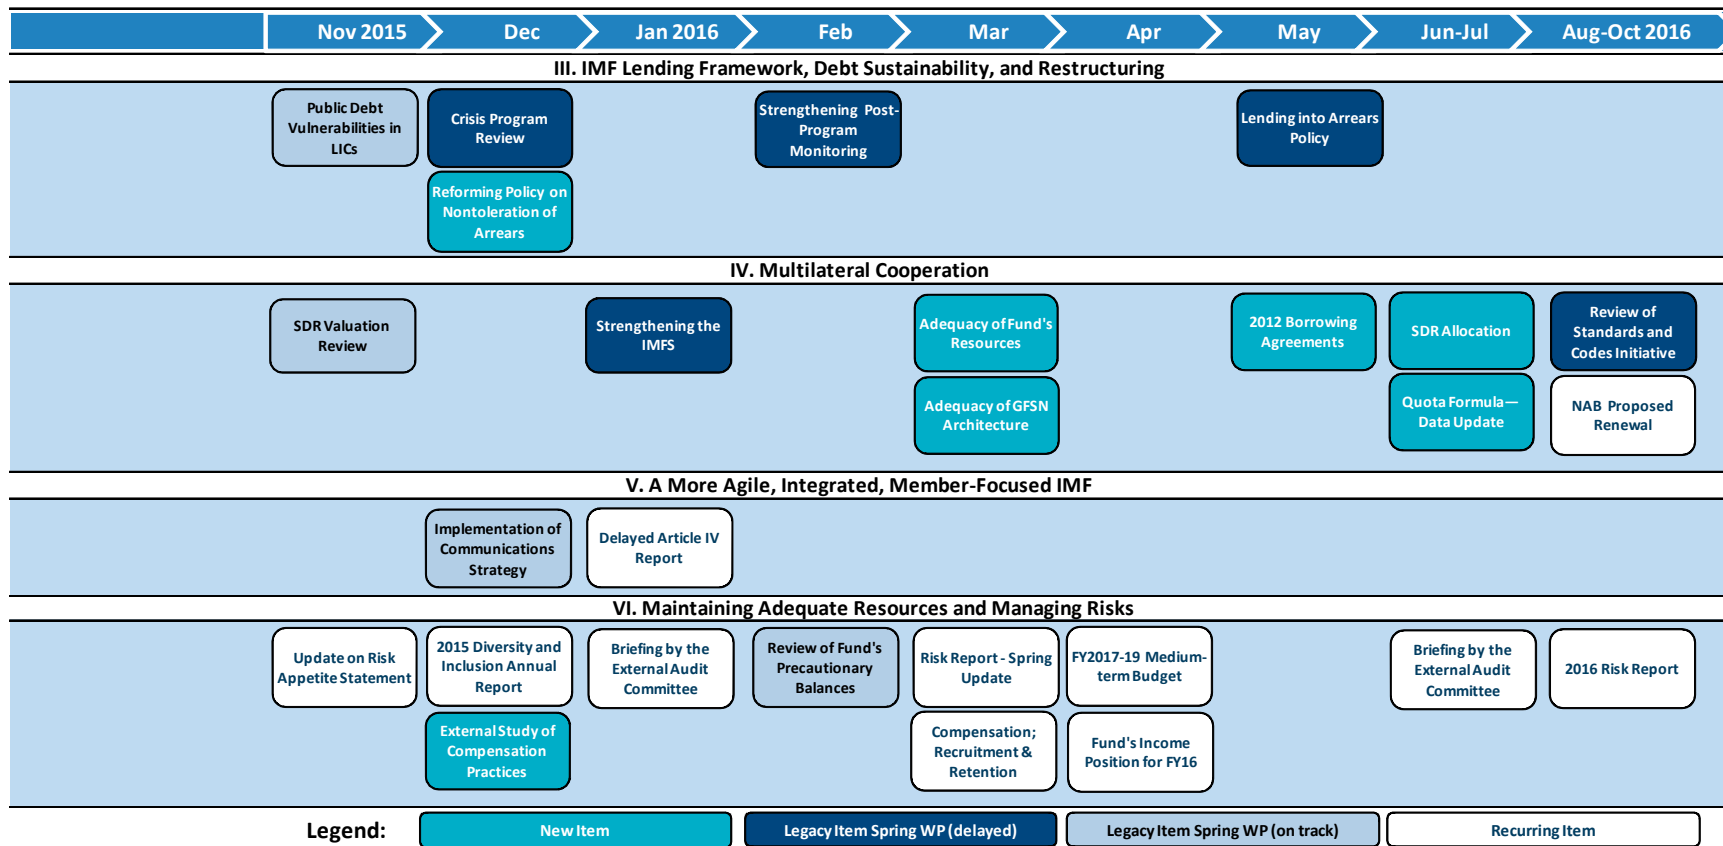 Nov 2015 Dec Jan 2016 Feb Mar Apr May Jun-Jul Aug-Oct 2016
III. IMF Lending Framework, Debt Sustainability, and Restructuring
Public Debt
Vulnerabilities in
LICs
Crisis Program
Review
Strengthening Post-
Program
Monitoring
Lending into Arrears
Policy
Reforming Policy on
Nontoleration of
Arrears
IV. Multilateral Cooperation
SDR Valuation
Review
Strengthening the
IMFS
Adequacy of Fund's
Resources
2012 Borrowing
Agreements
SDR Allocation
Review of
Standards and
Codes Initiative
Adequacy of GFSN
Architecture
Quota Formula—
Data Update
NAB Proposed
Renewal
V. A More Agile, Integrated, Member-Focused IMF
Implementation of
Communications
Strategy
Delayed Article IV
Report
VI. Maintaining Adequate Resources and Managing Risks
Update on Risk
Appetite Statement
2015 Diversity and
Inclusion Annual
Report
Briefing by the
External Audit
Committee
Review of Fund's
Precautionary
Balances
Risk Report - Spring
Update
FY2017-19 Medium-
term Budget
Briefing by the
External Audit
Committee
2016 Risk Report
External Study of
Compensation
Practices
Compensation;
Recruitment &
Retention
Fund's Income
Position for FY16
Legend: New Item Legacy Item Spring WP (delayed) Legacy Item Spring WP (on track) Recurring Item